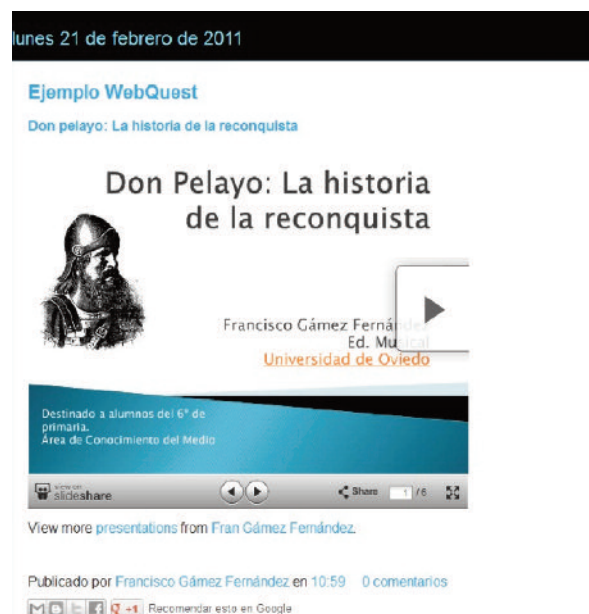 lunes 21 de febrero de 2011
Ejemplo WebQuest
Don pelayo: La historia de la reconquista
Don Pelayo: La historia
de la reconquista
Francisco Gámez Fernández
Ed. Musical
Universidad de Oviedo
Destinado a alumnos del 6º de
primaria.
Área de Conocimiento del Medio
view on
slideshare
Share 1 / 6
View more presentations from Fran Gámez Fernández.
Publicado por Francisco Gámez Fernández en 10:59 0 comentarios
+1 Recomendar esto en Google